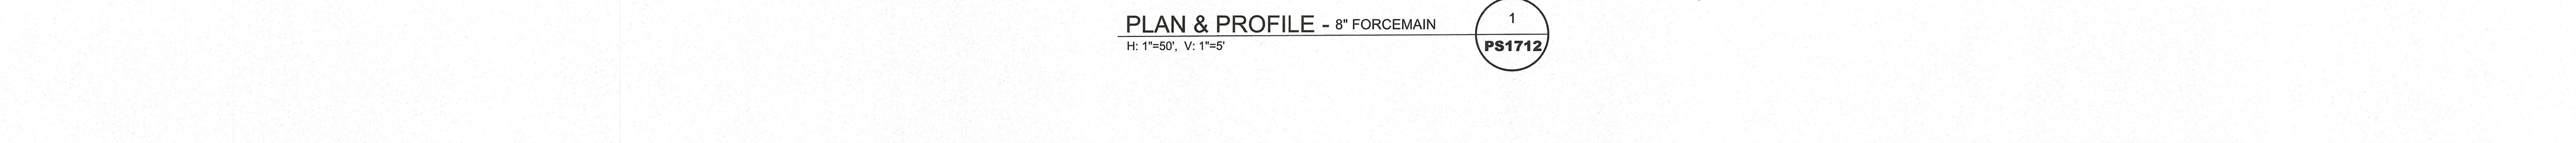 PLAN & PROFILE - 8" FORCEMAIN
H: 1"=50', V: 1"=5'
1
PS1712